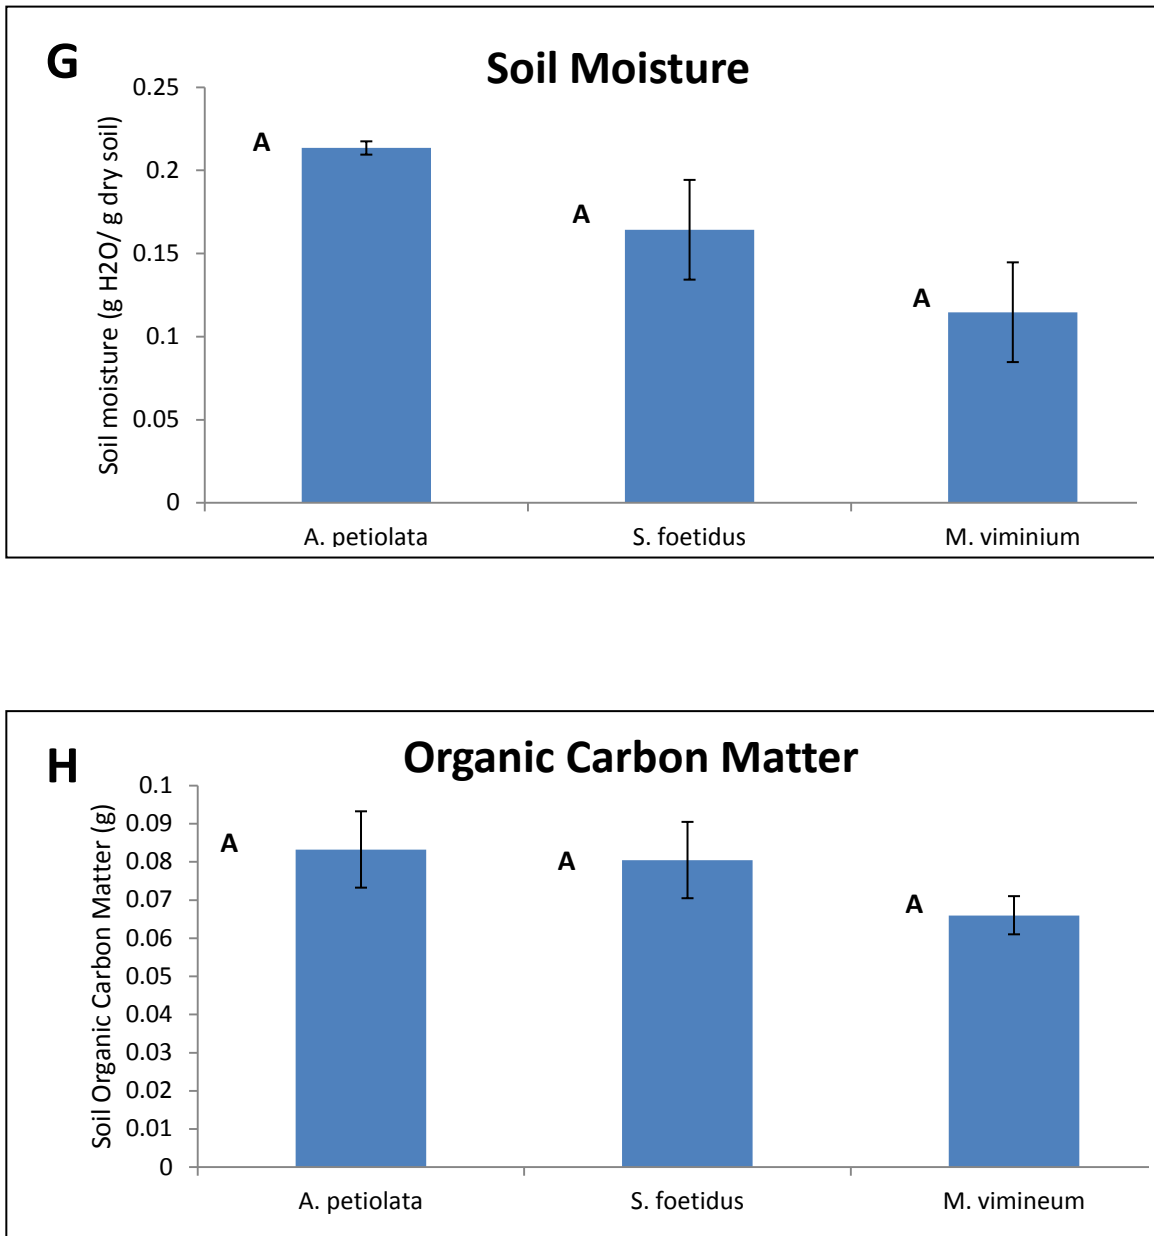 G
Soil Moisture
Soil moisture (g H2O/ g dry soil)
0.25
0.2
0.15
0.1
0.05
0
A
A
A
A. petiolata
S. foetidus
M. viminium
H
Organic Carbon Matter
Soil Organic Carbon Matter (g)
0.1
0.09
0.08
0.07
0.06
0.05
0.04
0.03
0.02
0.01
0
A
A
A
A. petiolata
S. foetidus
M. vimineum